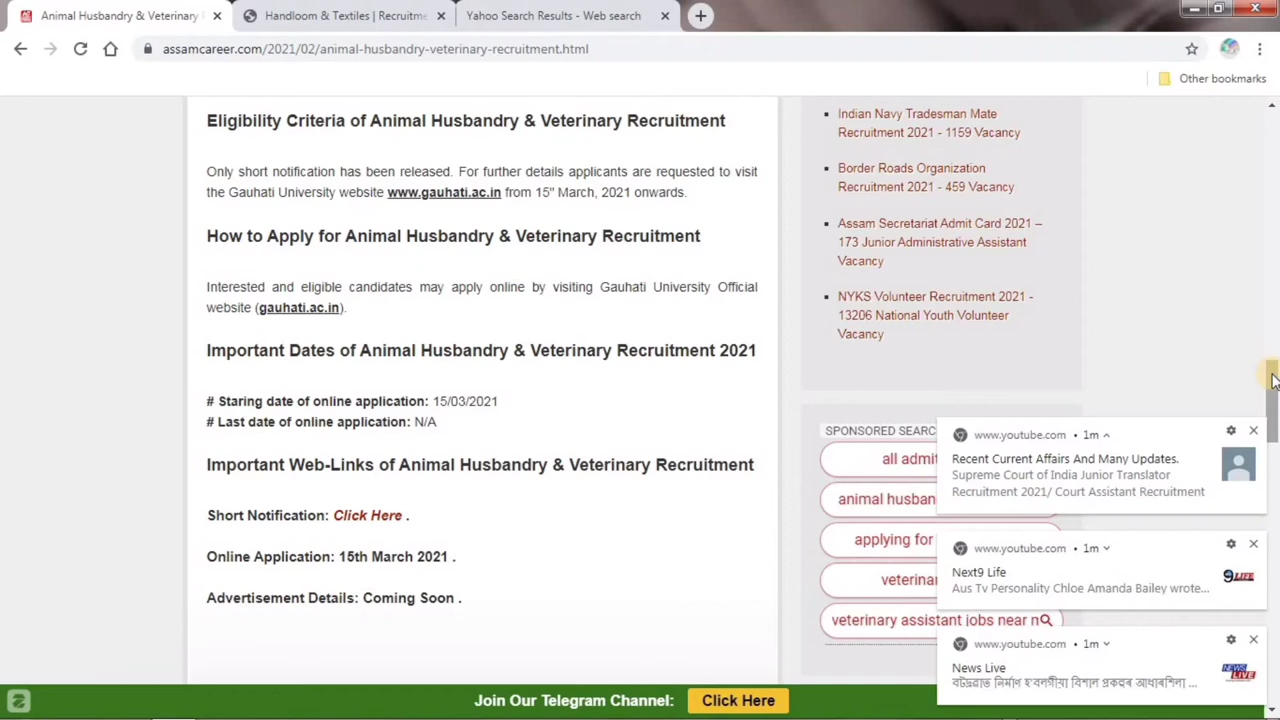 Animal Husbandry & Veterinary
Handloom & Textiles | Recruitme
Yahoo Search Results - Web search
assamcareer.com/2021/02/animal-husbandry-veterinary-recruitment.html
Other bookmarks
Eligibility Criteria of Animal Husbandry & Veterinary Recruitment
Only short notification has been released. For further details applicants are requested to visit
the Gauhati University website www.gauhati.ac.in from 15" March, 2021 onwards.
How to Apply for Animal Husbandry & Veterinary Recruitment
Interested and eligible candidates may apply online by visiting Gauhati University Official
website (gauhati.ac.in).
Important Dates of Animal Husbandry & Veterinary Recruitment 2021
# Staring date of online application: 15/03/2021
# Last date of online application: N/A
Important Web-Links of Animal Husbandry & Veterinary Recruitment
Short Notification: Click Here .
Online Application: 15th March 2021 .
Advertisement Details: Coming Soon .
Indian Navy Tradesman Mate
Recruitment 2021 - 1159 Vacancy
Border Roads Organization
Recruitment 2021 - 459 Vacancy
Assam Secretariat Admit Card 2021 –
173 Junior Administrative Assistant
Vacancy
NYKS Volunteer Recruitment 2021 -
13206 National Youth Volunteer
Vacancy
SPONSORED SEARC
all admi
animal husban
applying for
veterinar
veterinary assistant jobs near n
www.youtube.com • 1m
Recent Current Affairs And Many Updates.
Supreme Court of India Junior Translator
Recruitment 2021/ Court Assistant Recruitment
www.youtube.com • 1m
Next9 Life
Aus Tv Personality Chloe Amanda Bailey wrote...
9 LIFE
www.youtube.com • 1m
News Live
বটদ্ৰৱাত নিৰ্মাণ হ'বলগীয়া বিশাল প্ৰকল্পৰ আধাৰশিলা ...
NEWS LIVE
Join Our Telegram Channel: Click Here